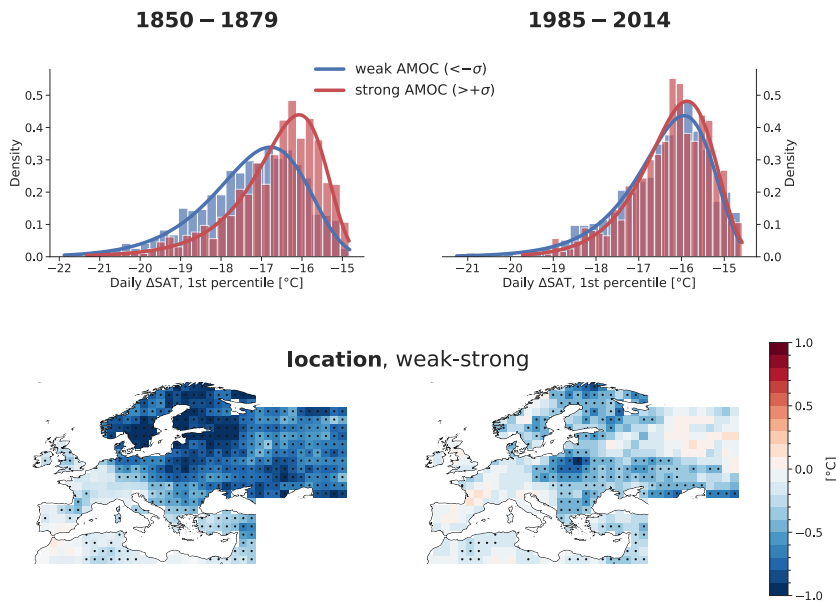 1850 – 1879
1985 – 2014
weak AMOC (<−σ)
strong AMOC (>+σ)
0.5
0.4
0.3
0.2
0.1
0.0
Density
−22 −21 −20 −19 −18 −17 −16 −15
Daily ΔSAT, 1st percentile [°C]
0.5
0.4
0.3
0.2
0.1
0.0
Density
−21 −20 −19 −18 −17 −16 −15
Daily ΔSAT, 1st percentile [°C]
location, weak-strong
1.0
0.5
0.0
−0.5
−1.0
[°C]